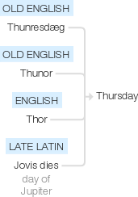 OLD ENGLISH
Thunresdæg
OLD ENGLISH
Thunor
Thursday
ENGLISH
Thor
LATE LATIN
Jovis dies
day of
Jupiter